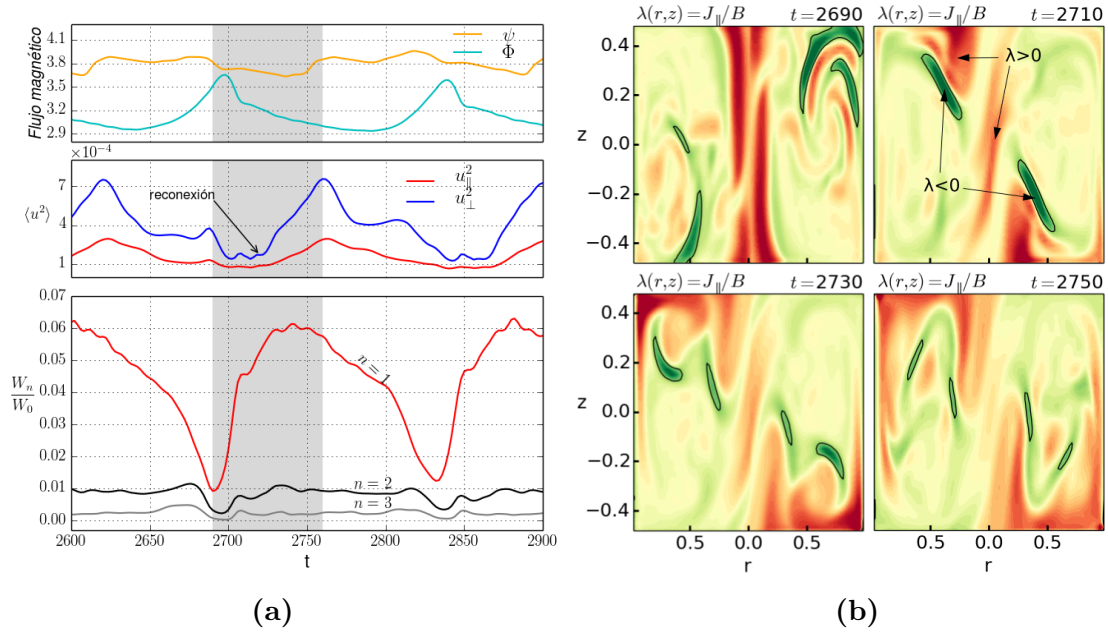 4.1
3.8
3.5
3.2
2.9
Flujo magnético
ψ
Φ
×10⁻⁴
7
4
1
⟨u²⟩
reconexión
u²∥
u²⊥
0.07
0.06
0.05
0.04
0.03
0.02
0.01
0.00
Wₙ/W₀
n=1
n=2
n=3
2600 2650 2700 2750 2800 2850 2900
t
(a)
λ(r,z)=J∥/B t=2690
λ(r,z)=J∥/B t=2710
0.4
0.2
0.0
−0.2
−0.4
z
λ>0
λ<0
λ(r,z)=J∥/B t=2730
λ(r,z)=J∥/B t=2750
0.4
0.2
0.0
−0.2
−0.4
z
0.5 0.0 0.5
0.5 0.0 0.5
r
r
(b)